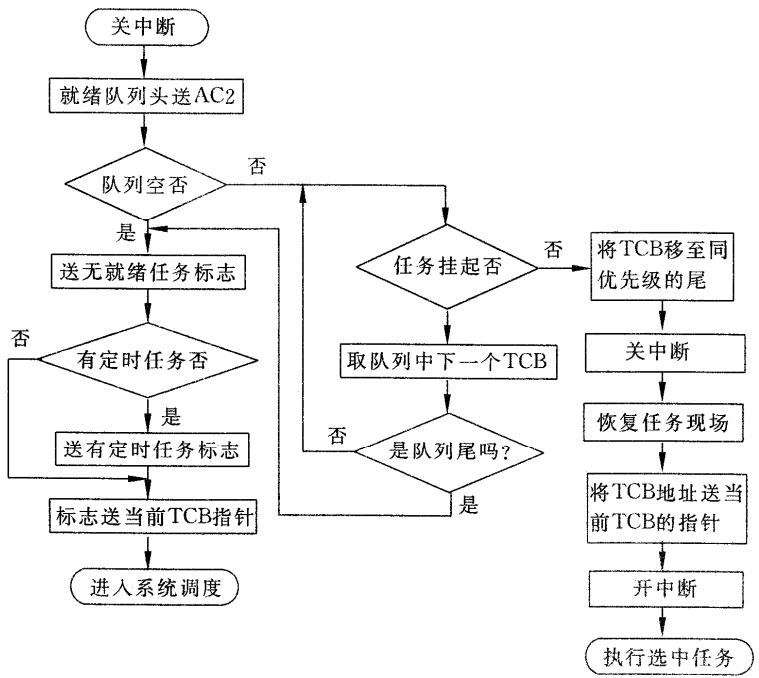 关中断
就绪队列头送AC2
队列空否
否
是
送无就绪任务标志
有定时任务否
否
是
送有定时任务标志
标志送当前TCB指针
进入系统调度
任务挂起否
否
取队列中下一个TCB
是队列尾吗?
否
是
将TCB移至同
优先级的尾
关中断
恢复任务现场
将TCB地址送当
前TCB的指针
开中断
执行选中任务